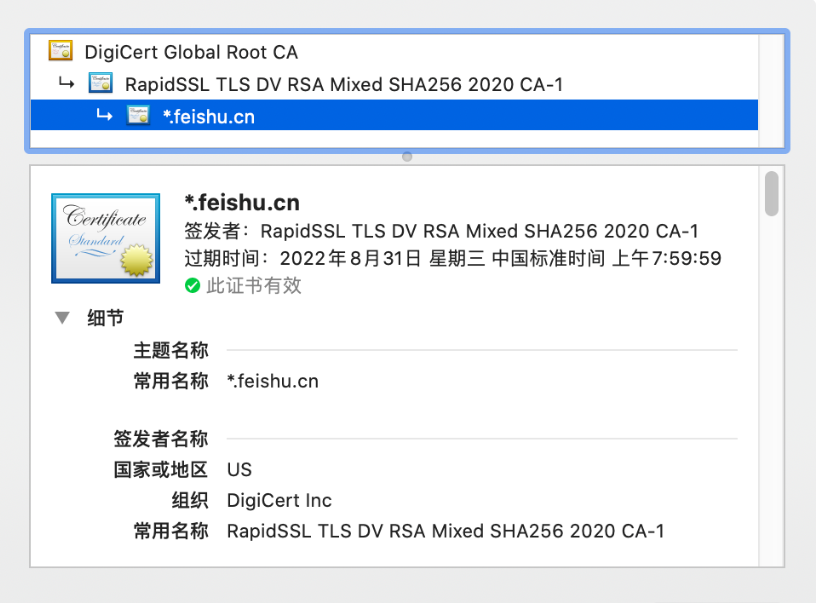 DigiCert Global Root CA
RapidSSL TLS DV RSA Mixed SHA256 2020 CA-1
*.feishu.cn
Certificate
Standard
*.feishu.cn
签发者：RapidSSL TLS DV RSA Mixed SHA256 2020 CA-1
过期时间：2022年8月31日 星期三 中国标准时间 上午7:59:59
此证书有效
细节
主题名称
常用名称 *.feishu.cn
签发者名称
国家或地区 US
组织 DigiCert Inc
常用名称 RapidSSL TLS DV RSA Mixed SHA256 2020 CA-1